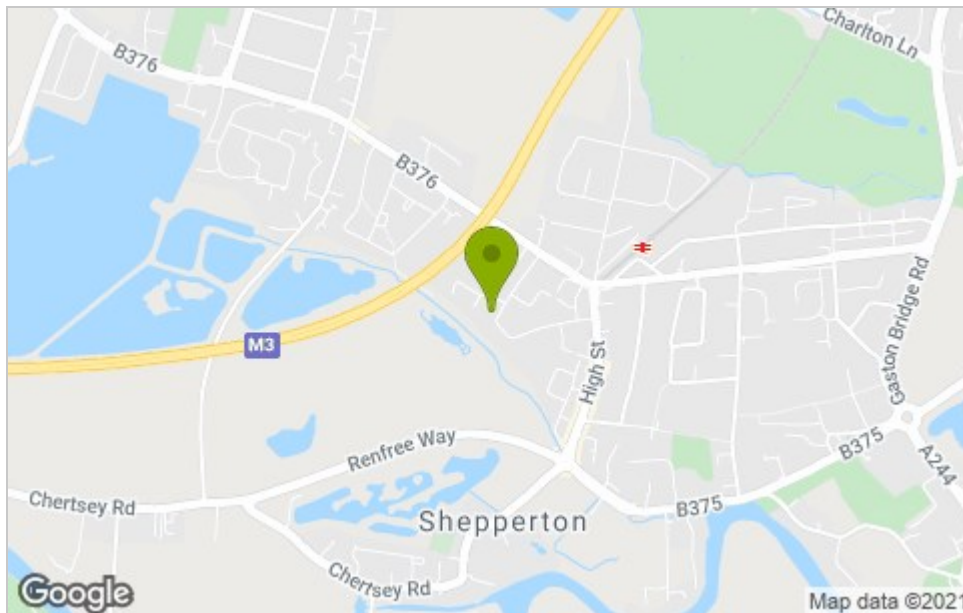 Charlton Ln
B376
B376
Gaston Bridge Rd
M3
High St
Renfree Way
B375
A244
Chertsey Rd
B375
Shepperton
Chertsey Rd
Google
Map data ©2021